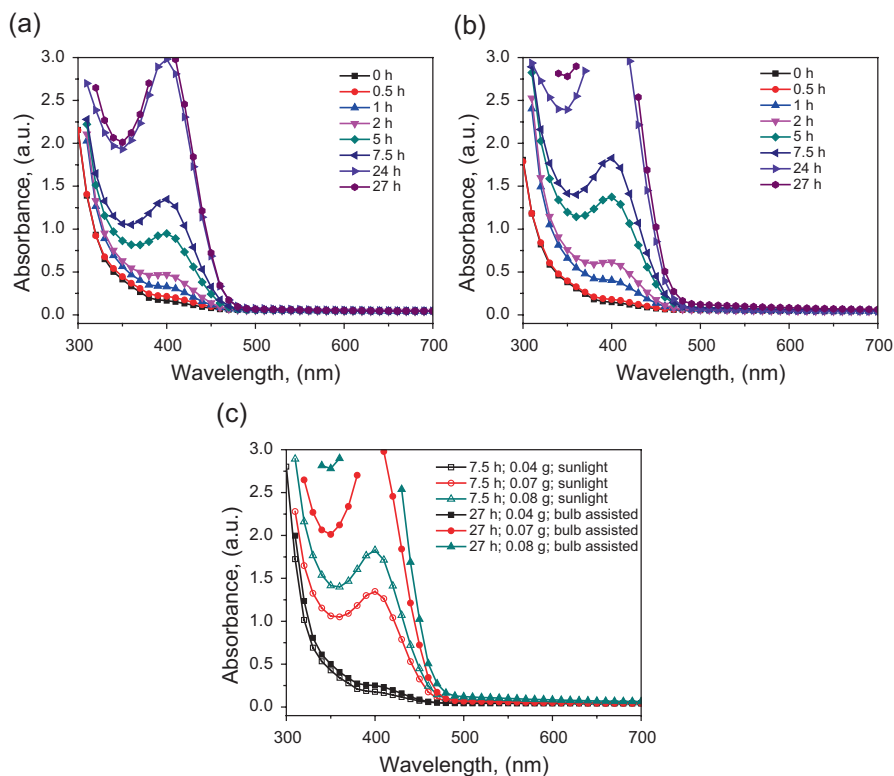 (a)
3.0
2.5
2.0
1.5
1.0
0.5
0.0
300
400
500
600
700
Absorbance, (a.u.)
Wavelength, (nm)
0 h
0.5 h
1 h
2 h
5 h
7.5 h
24 h
27 h
(b)
3.0
2.5
2.0
1.5
1.0
0.5
0.0
300
400
500
600
700
Absorbance, (a.u.)
Wavelength, (nm)
0 h
0.5 h
1 h
2 h
5 h
7.5 h
24 h
27 h
(c)
3.0
2.5
2.0
1.5
1.0
0.5
0.0
300
400
500
600
700
Absorbance, (a.u.)
Wavelength, (nm)
7.5 h; 0.04 g; sunlight
7.5 h; 0.07 g; sunlight
7.5 h; 0.08 g; sunlight
27 h; 0.04 g; bulb assisted
27 h; 0.07 g; bulb assisted
27 h; 0.08 g; bulb assisted